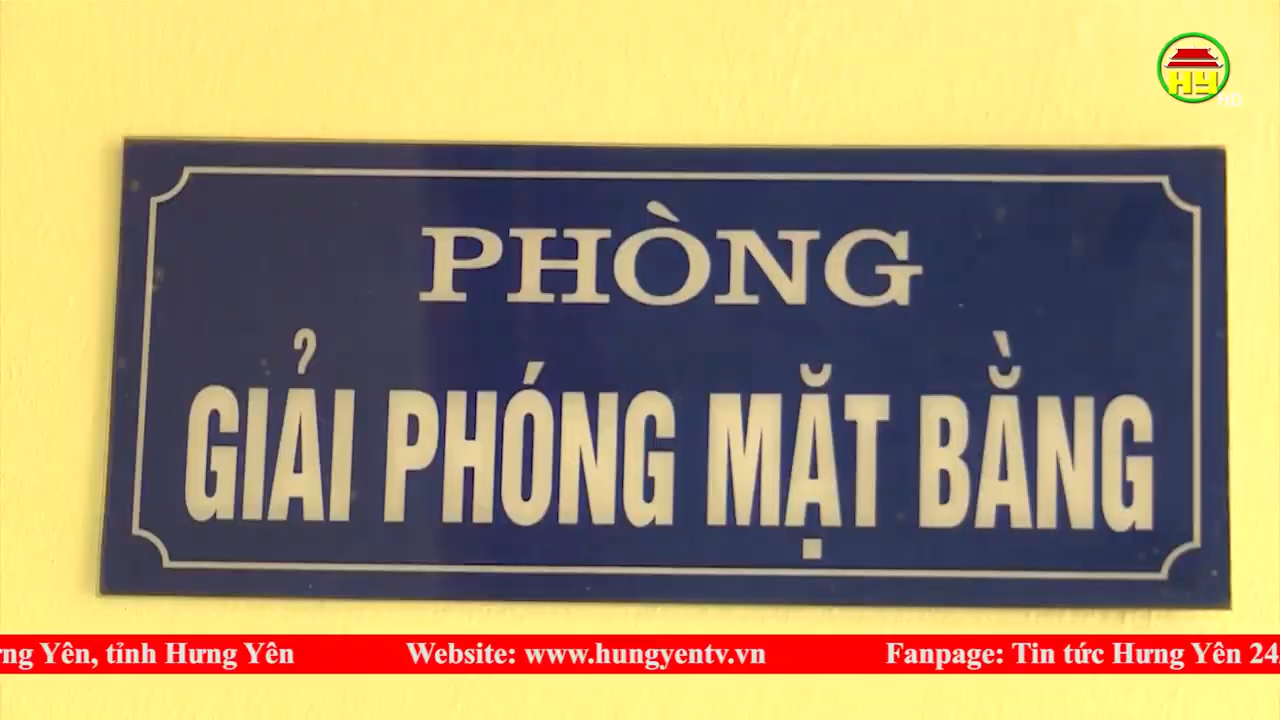 HY
HD
PHÒNG
GIẢI PHÓNG MẶT BẰNG
Yên, tỉnh Hưng Yên
Website: www.hungyentv.vn
Fanpage: Tin tức Hưng Yên 24